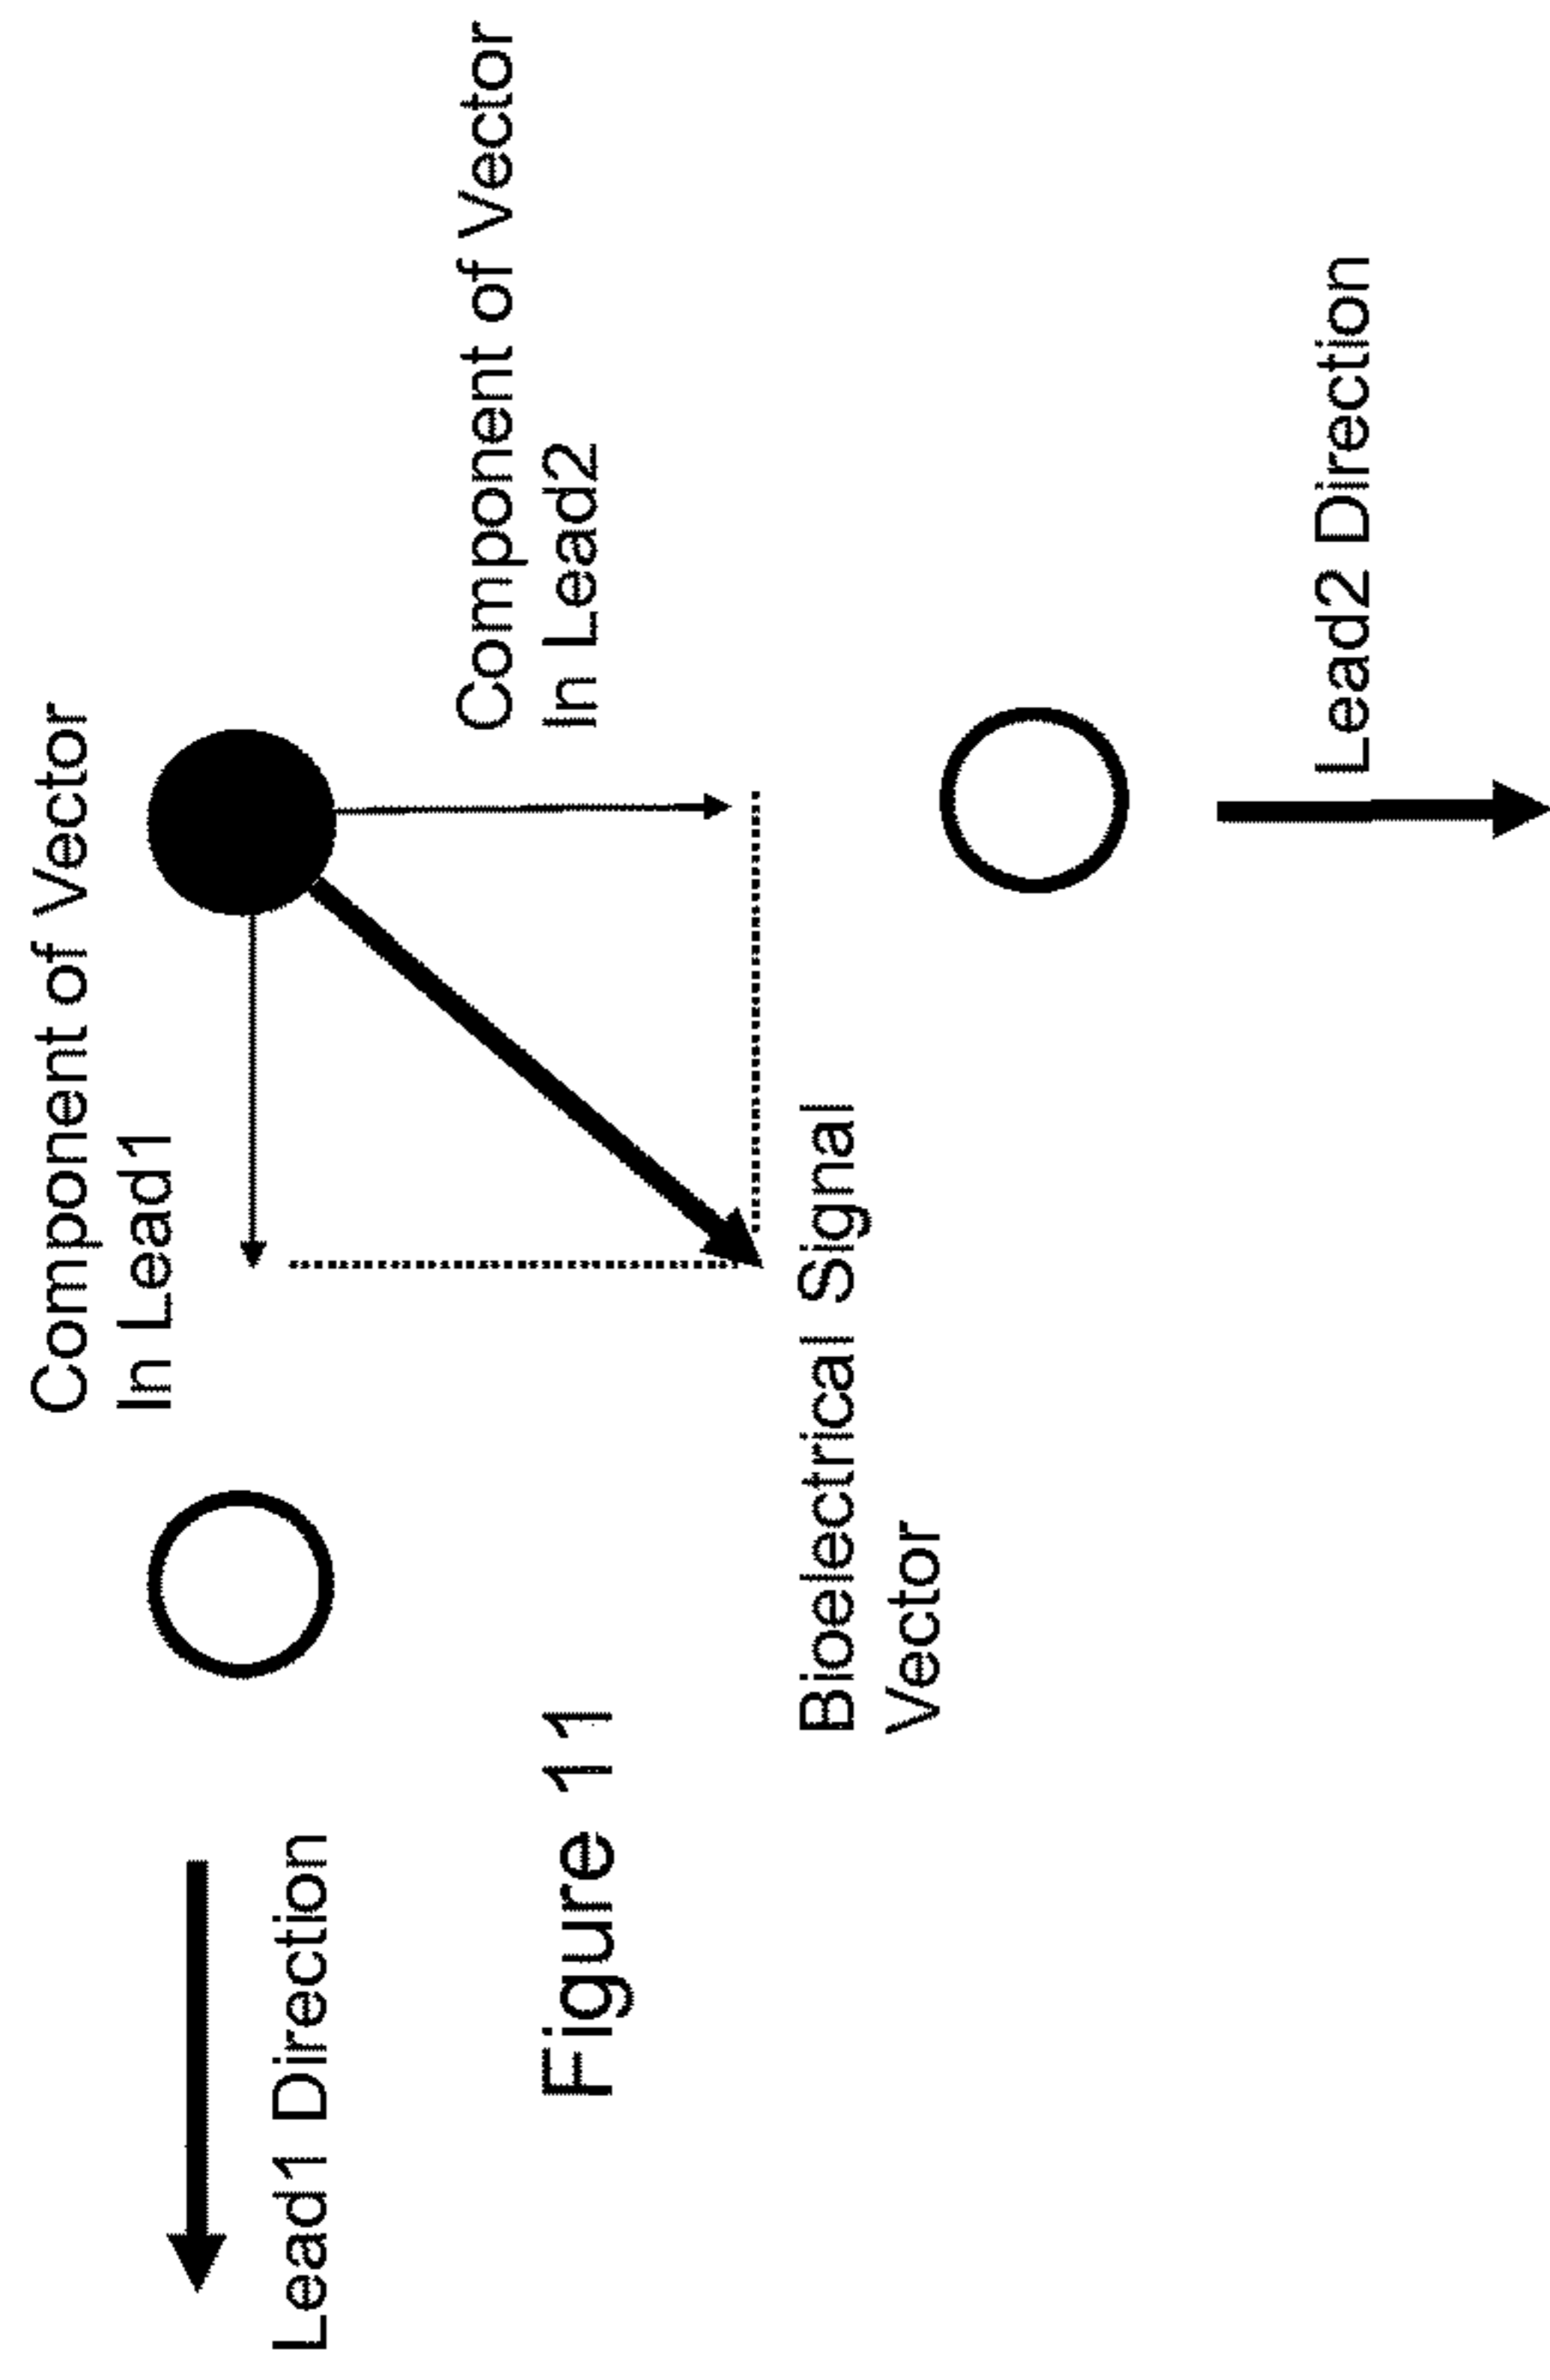 Component of Vector
In Lead1
Component of Vector
In Lead2
Lead1 Direction
Figure 11
Bioelectrical Signal
Vector
Lead2 Direction